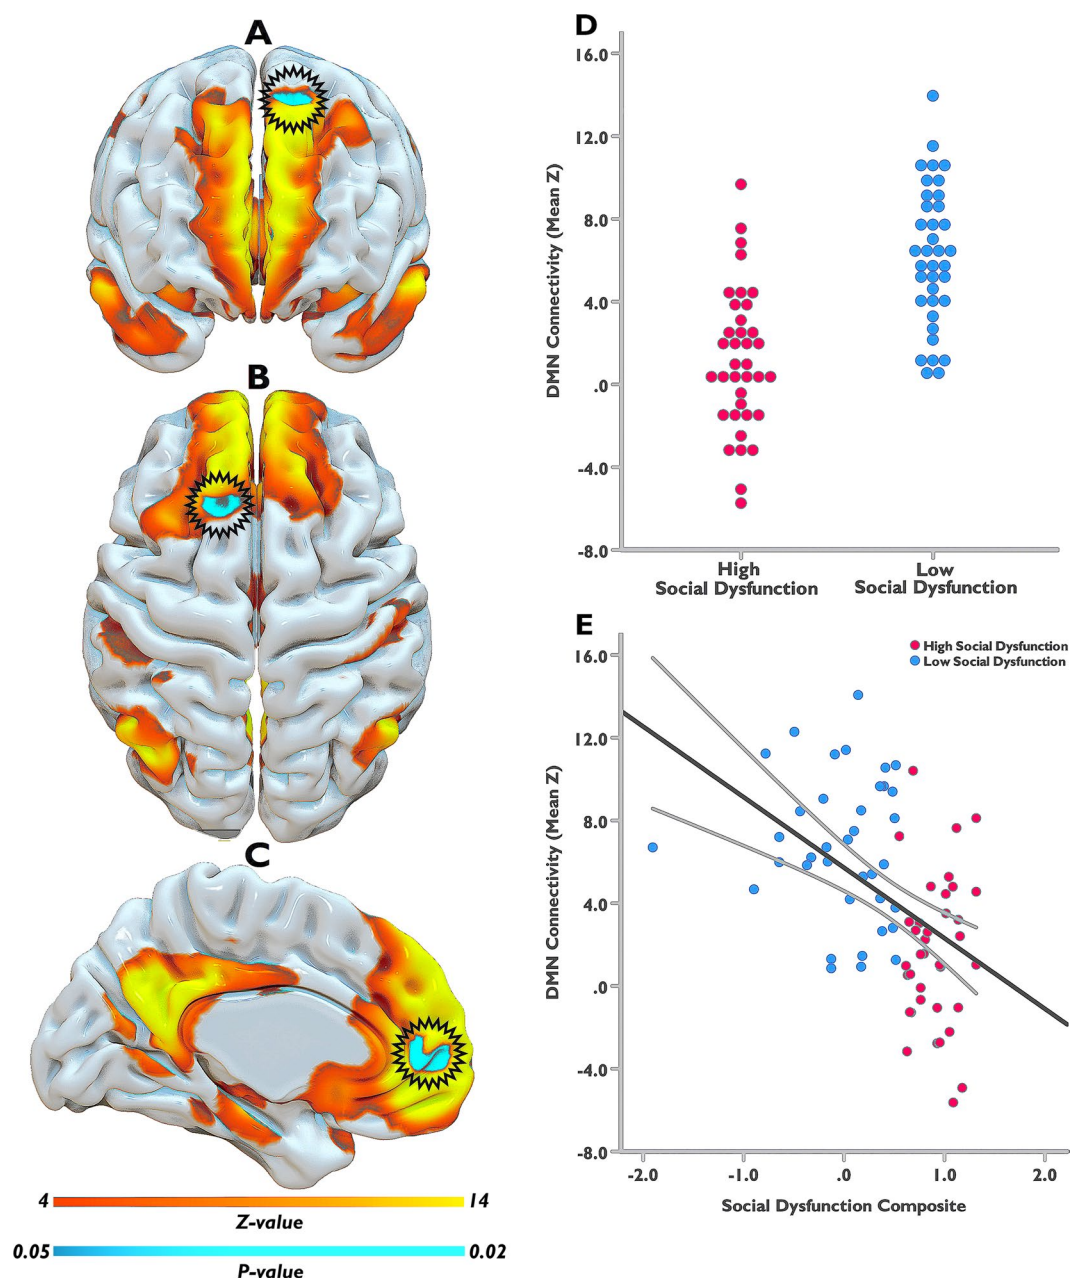 A
B
C
4
14
Z-value
0.05
0.02
P-value
D
16.0
12.0
8.0
4.0
.0
-4.0
-8.0
DMN Connectivity (Mean Z)
High
Social Dysfunction
Low
Social Dysfunction
E
High Social Dysfunction
Low Social Dysfunction
16.0
12.0
8.0
4.0
.0
-4.0
-8.0
DMN Connectivity (Mean Z)
-2.0
-1.0
.0
1.0
2.0
Social Dysfunction Composite